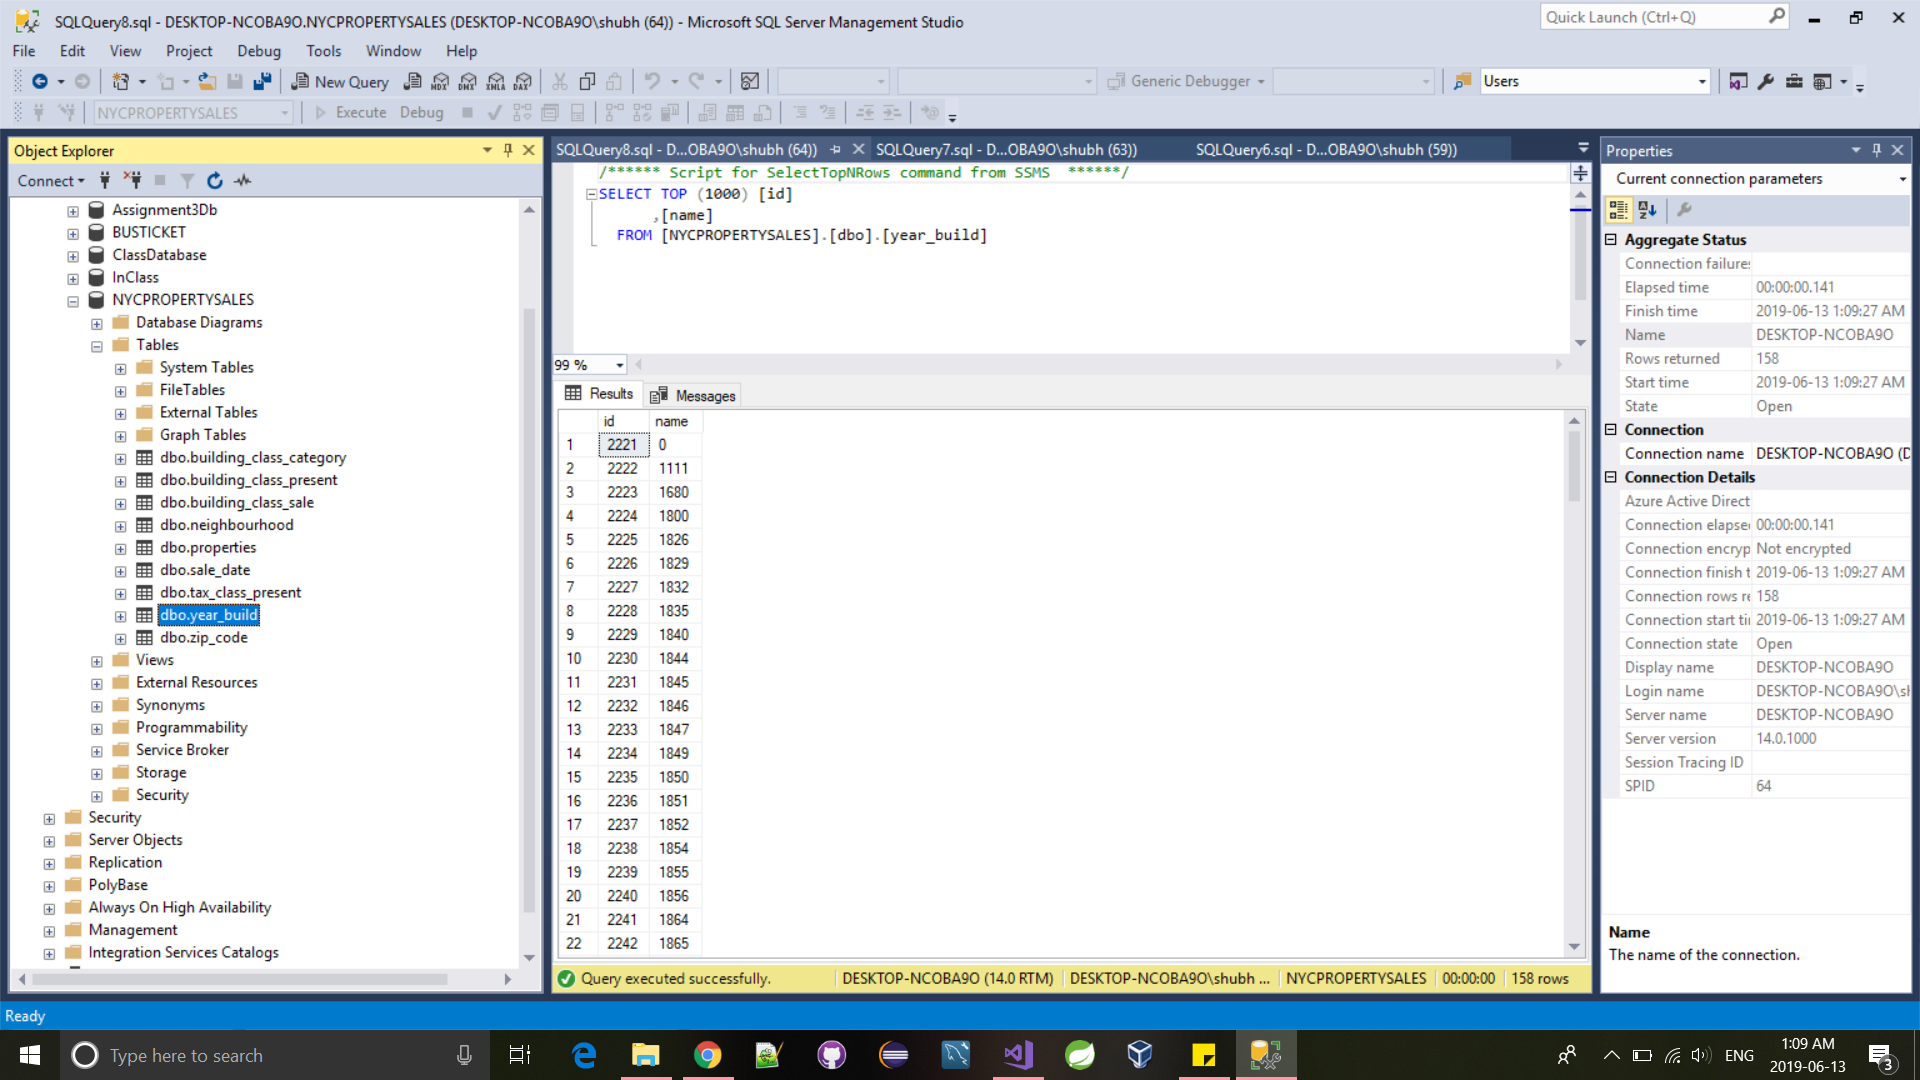 SQLQuery8.sql - DESKTOP-NCOBA9O.NYCPROPERTYSALES (DESKTOP-NCOBA9O\shubh (64)) - Microsoft SQL Server Management Studio
Quick Launch (Ctrl+Q)
File Edit View Project Debug Tools Window Help
New Query MDX DMX XMLA DAX Generic Debugger Users
NYCPROPERTYSALES Execute Debug
Object Explorer
Connect
Assignment3Db
BUSTICKET
ClassDatabase
InClass
NYCPROPERTYSALES
Database Diagrams
Tables
System Tables
FileTables
External Tables
Graph Tables
dbo.building_class_category
dbo.building_class_present
dbo.building_class_sale
dbo.neighbourhood
dbo.properties
dbo.sale_date
dbo.tax_class_present
dbo.year_build
dbo.zip_code
Views
External Resources
Synonyms
Programmability
Service Broker
Storage
Security
Security
Server Objects
Replication
PolyBase
Always On High Availability
Management
Integration Services Catalogs
SQLQuery8.sql - D...OBA9O\shubh (64)) SQLQuery7.sql - D...OBA9O\shubh (63)) SQLQuery6.sql - D...OBA9O\shubh (59))
/****** Script for SelectTopNRows command from SSMS ******/
SELECT TOP (1000) [id]
,[name]
FROM [NYCPROPERTYSALES].[dbo].[year_build]
99 %
Results Messages
id name
1 2221 0
2 2222 1111
3 2223 1680
4 2224 1800
5 2225 1826
6 2226 1829
7 2227 1832
8 2228 1835
9 2229 1840
10 2230 1844
11 2231 1845
12 2232 1846
13 2233 1847
14 2234 1849
15 2235 1850
16 2236 1851
17 2237 1852
18 2238 1854
19 2239 1855
20 2240 1856
21 2241 1864
22 2242 1865
Query executed successfully. DESKTOP-NCOBA9O (14.0 RTM) DESKTOP-NCOBA9O\shubh ... NYCPROPERTYSALES 00:00:00 158 rows
Properties
Current connection parameters
Aggregate Status
Connection failures
Elapsed time 00:00:00.141
Finish time 2019-06-13 1:09:27 AM
Name DESKTOP-NCOBA9O
Rows returned 158
Start time 2019-06-13 1:09:27 AM
State Open
Connection
Connection name DESKTOP-NCOBA9O (D
Connection Details
Azure Active Direct
Connection elapse 00:00:00.141
Connection encryp Not encrypted
Connection finish t 2019-06-13 1:09:27 AM
Connection rows re 158
Connection start ti 2019-06-13 1:09:27 AM
Connection state Open
Display name DESKTOP-NCOBA9O
Login name DESKTOP-NCOBA9O\sh
Server name DESKTOP-NCOBA9O
Server version 14.0.1000
Session Tracing ID
SPID 64
Name
The name of the connection.
Ready
Type here to search
ENG
1:09 AM
2019-06-13
3